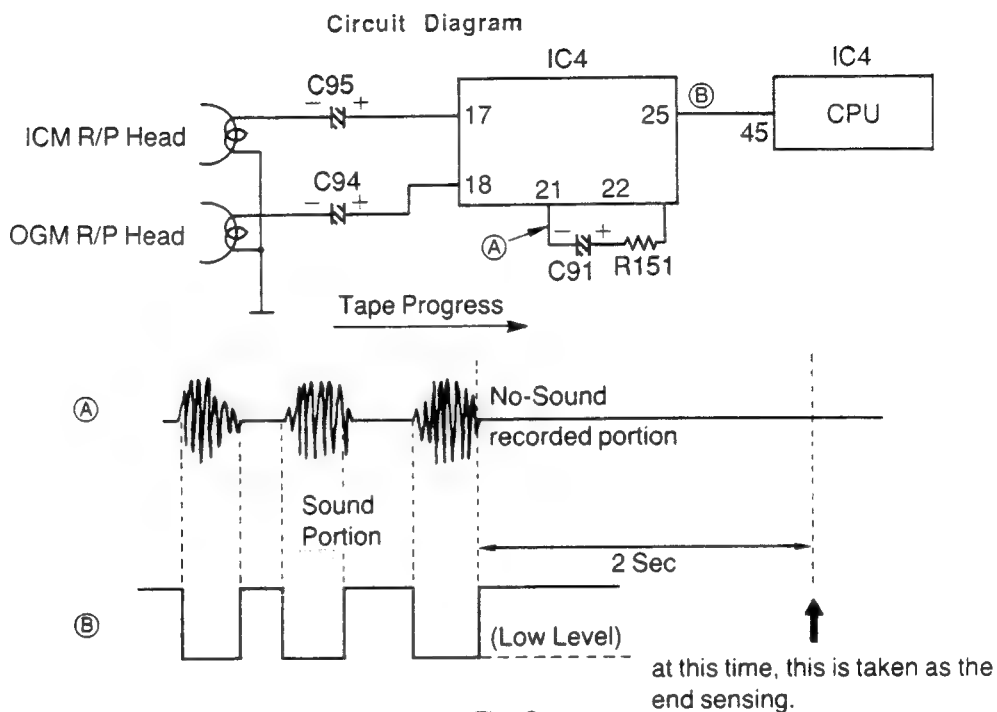 Circuit Diagram
IC4
IC4
C95
− +
Ⓑ
17
25
CPU
45
ICM R/P Head
C94
− +
18
21
22
OGM R/P Head
Ⓐ
− +
C91
R151
Tape Progress
Ⓐ
No-Sound
recorded portion
Sound
Portion
2 Sec
Ⓑ
(Low Level)
at this time, this is taken as the
end sensing.